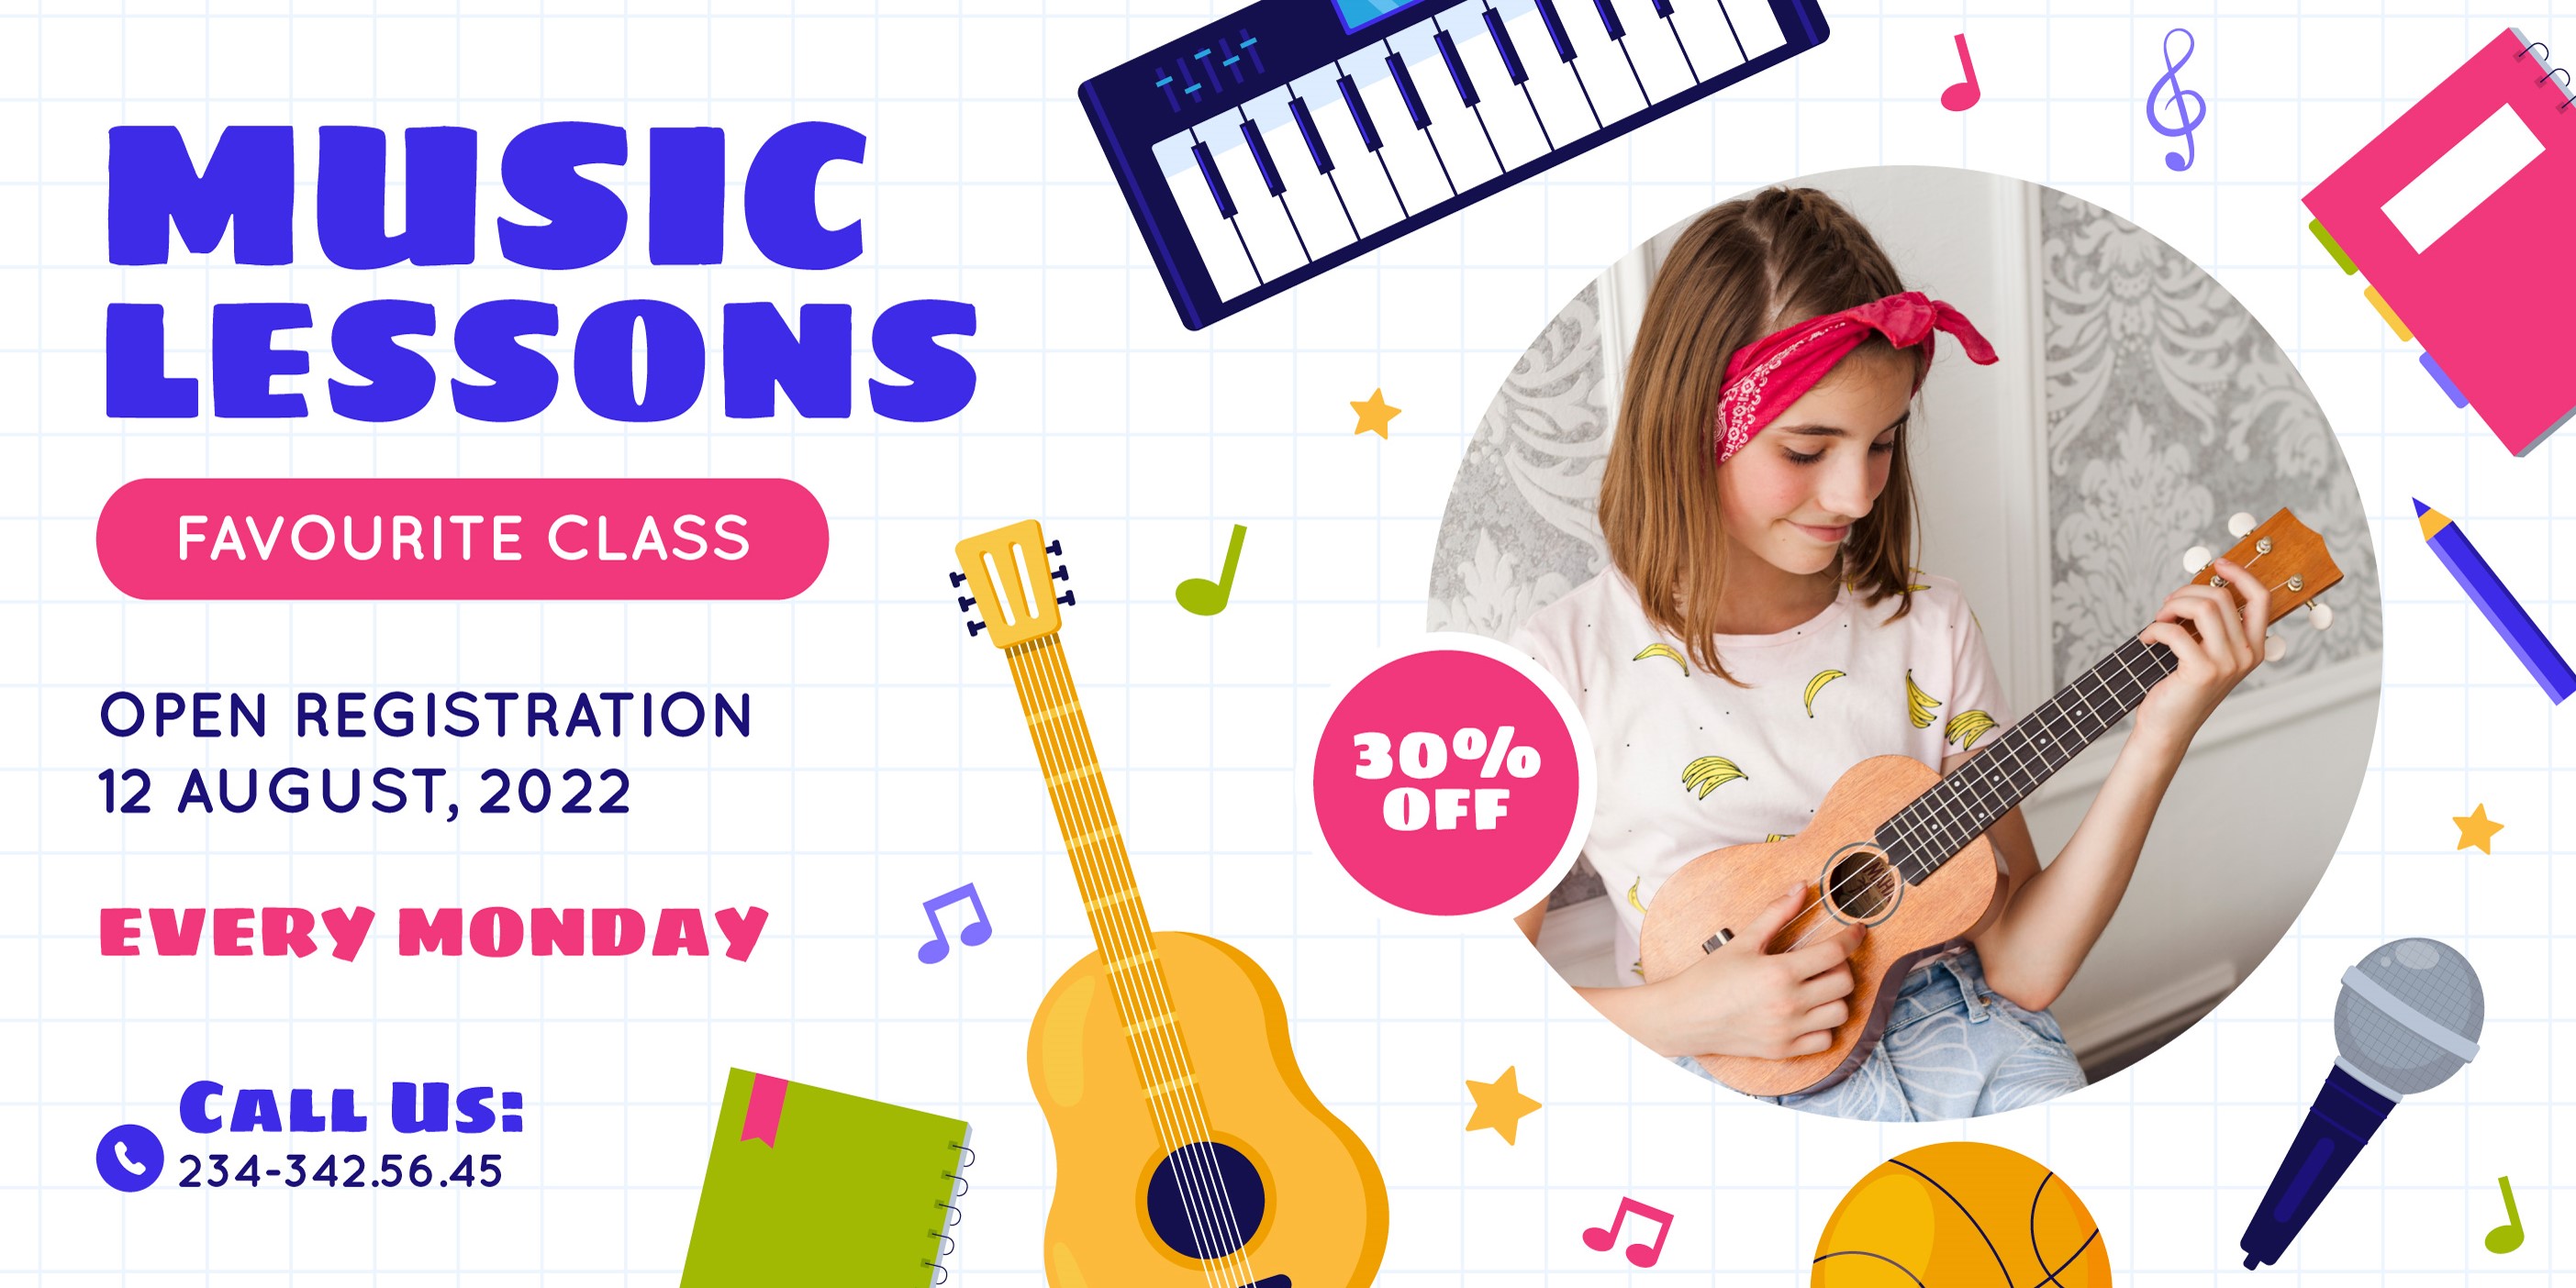 MUSIC
LESSONS
FAVOURITE CLASS
OPEN REGISTRATION
12 AUGUST, 2022
EVERY MONDAY
CALL US:
234-342.56.45
30%
OFF